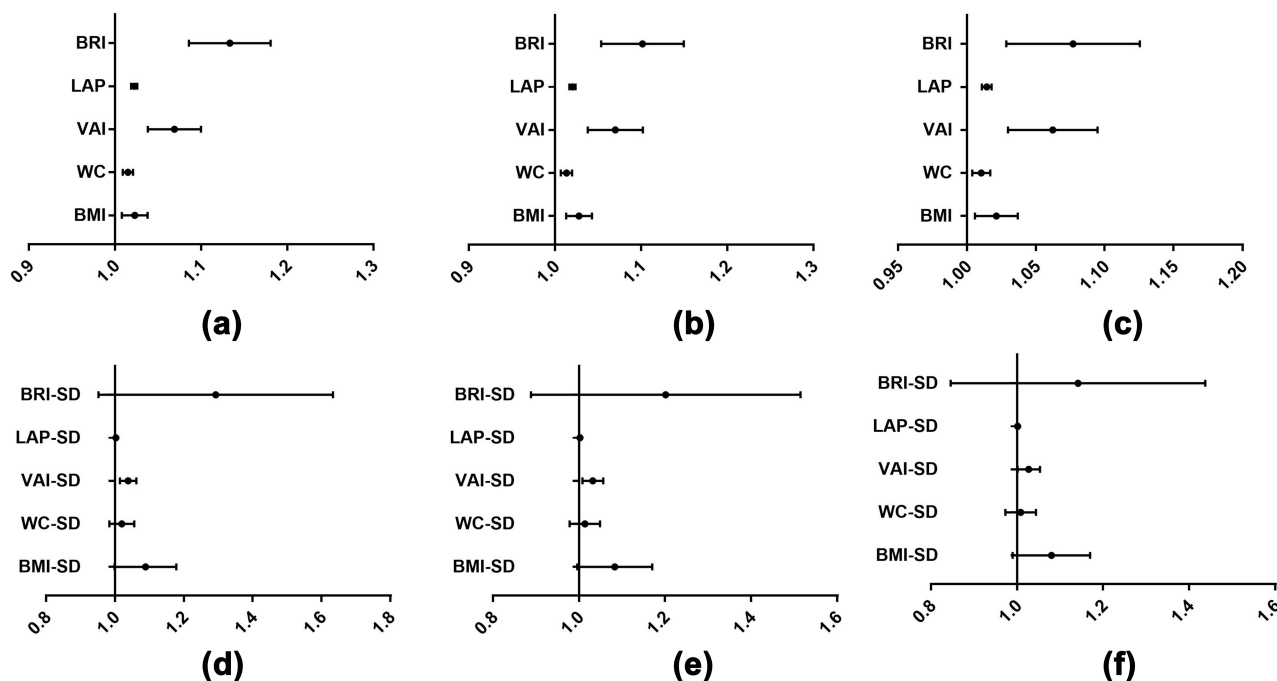 BRI
LAP
VAI
WC
BMI
0.9 1.0 1.1 1.2 1.3
(a)
BRI
LAP
VAI
WC
BMI
0.9 1.0 1.1 1.2 1.3
(b)
BRI
LAP
VAI
WC
BMI
0.95 1.00 1.05 1.10 1.15 1.20
(c)
BRI-SD
LAP-SD
VAI-SD
WC-SD
BMI-SD
0.8 1.0 1.2 1.4 1.6 1.8
(d)
BRI-SD
LAP-SD
VAI-SD
WC-SD
BMI-SD
0.8 1.0 1.2 1.4 1.6
(e)
BRI-SD
LAP-SD
VAI-SD
WC-SD
BMI-SD
0.8 1.0 1.2 1.4 1.6
(f)